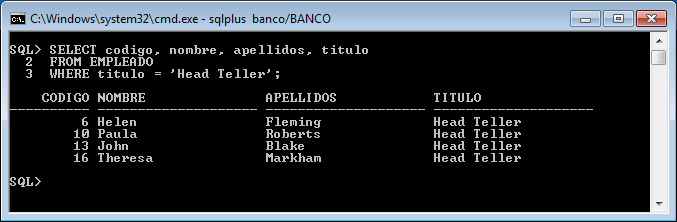 C:\Windows\system32\cmd.exe - sqlplus  banco/BANCO
SQL> SELECT codigo, nombre, apellidos, titulo
  2  FROM EMPLEADO
  3  WHERE titulo = 'Head Teller';
    CODIGO NOMBRE               APELLIDOS            TITULO
---------- -------------------- -------------------- --------------------
         6 Helen                Fleming              Head Teller
        10 Paula                Roberts              Head Teller
        13 John                 Blake                Head Teller
        16 Theresa              Markham              Head Teller
SQL>